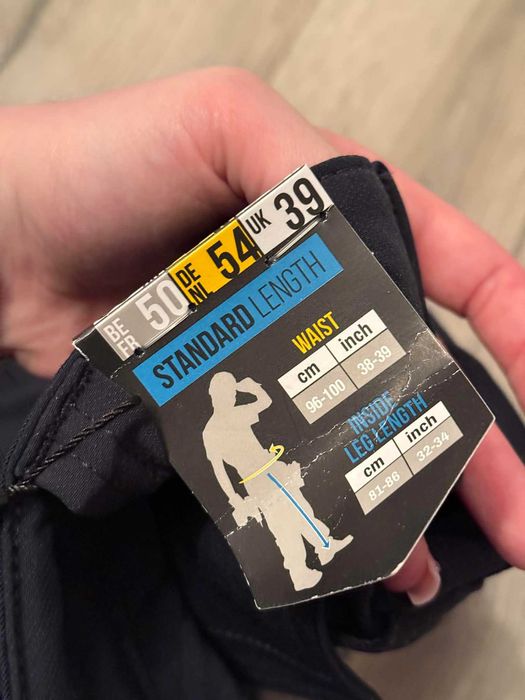 BE FR 50
DE NL 54
UK 39
STANDARD LENGTH
WAIST
cm inch
96-100 38-39
INSIDE
LEG LENGTH
cm inch
81-86 32-34